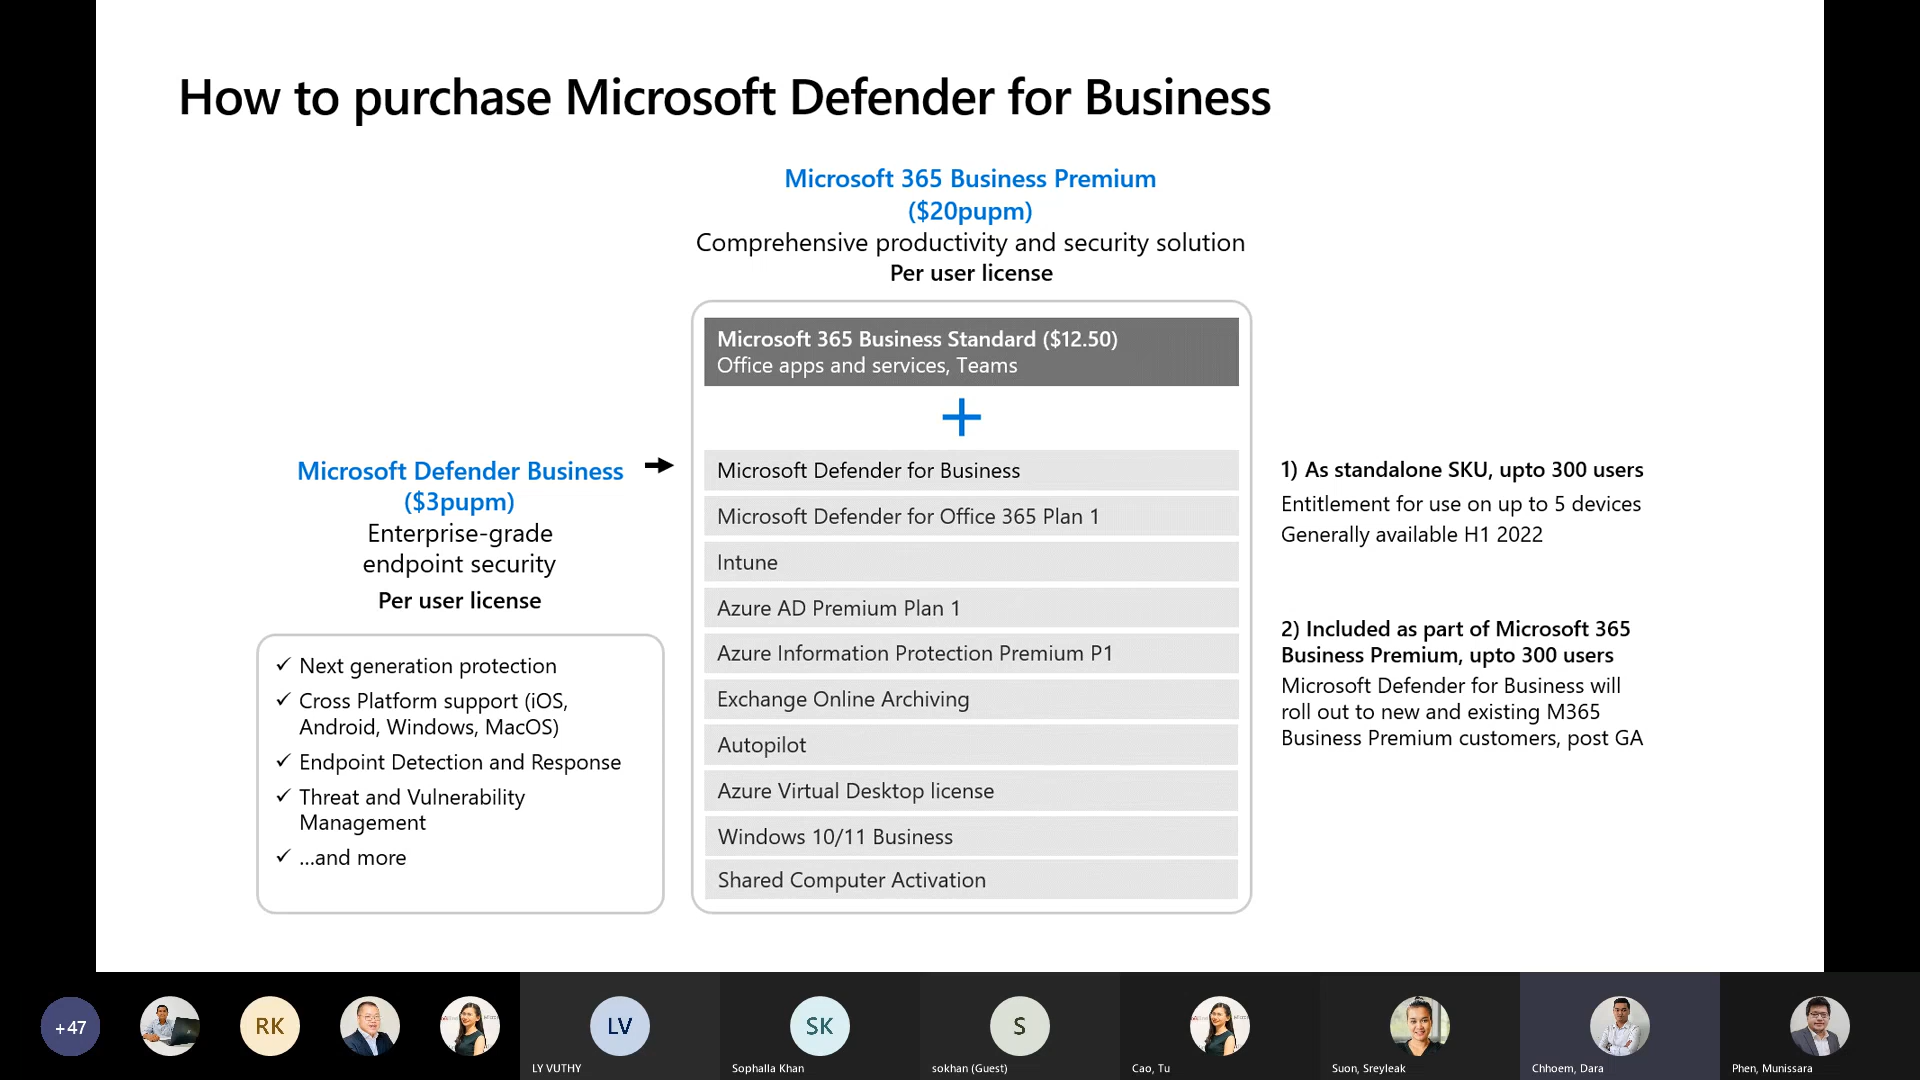 How to purchase Microsoft Defender for Business
Microsoft 365 Business Premium
($20pupm)
Comprehensive productivity and security solution
Per user license
Microsoft 365 Business Standard ($12.50)
Office apps and services, Teams
+
Microsoft Defender Business
($3pupm)
Enterprise-grade
endpoint security
Per user license
✓ Next generation protection
✓ Cross Platform support (iOS,
Android, Windows, MacOS)
✓ Endpoint Detection and Response
✓ Threat and Vulnerability
Management
✓ ...and more
Microsoft Defender for Business
Microsoft Defender for Office 365 Plan 1
Intune
Azure AD Premium Plan 1
Azure Information Protection Premium P1
Exchange Online Archiving
Autopilot
Azure Virtual Desktop license
Windows 10/11 Business
Shared Computer Activation
1) As standalone SKU, upto 300 users
Entitlement for use on up to 5 devices
Generally available H1 2022
2) Included as part of Microsoft 365
Business Premium, upto 300 users
Microsoft Defender for Business will
roll out to new and existing M365
Business Premium customers, post GA
+47
RK
LV
LY VUTHY
SK
Sophalla Khan
S
sokhan (Guest)
Cao, Tu
Suon, Sreyleak
Chhoem, Dara
Phen, Munissara